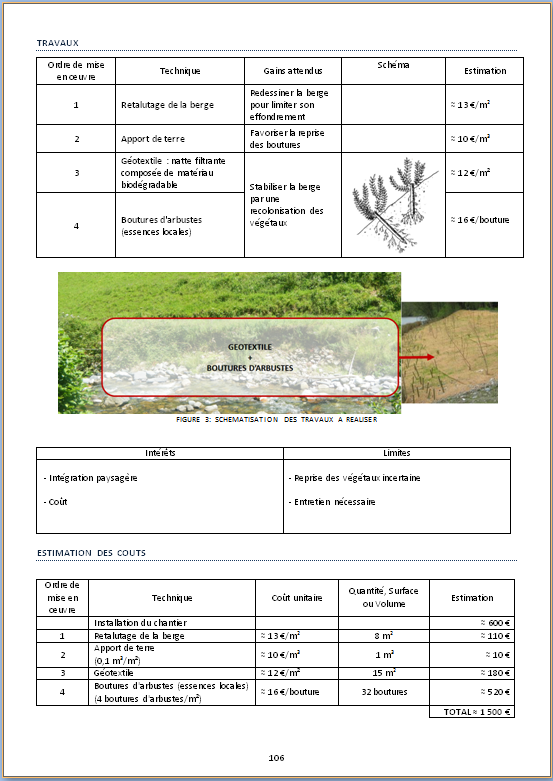 TRAVAUX
Ordre de mise en œuvre | Technique | Gains attendus | Schéma | Estimation
1 | Retalutage de la berge | Redessiner la berge pour limiter son effondrement | ≈ 13 €/m²
2 | Apport de terre | Favoriser la reprise des boutures | ≈ 10 €/m²
3 | Géotextile : natte filtrante composée de matériau biodégradable | Stabiliser la berge par une recolonisation des végétaux | ≈ 12 €/m²
4 | Boutures d'arbustes (essences locales) | ≈ 16 €/bouture
GEOTEXTILE
+
BOUTURES D'ARBUSTES
FIGURE 3: SCHEMATISATION DES TRAVAUX A REALISER
Intérêts | Limites
- Intégration paysagère | - Reprise des végétaux incertaine
- Coût | - Entretien nécessaire
ESTIMATION DES COUTS
Ordre de mise en œuvre | Technique | Coût unitaire | Quantité, Surface ou Volume | Estimation
Installation du chantier | ≈ 600 €
1 | Retalutage de la berge | ≈ 13 €/m² | 8 m² | ≈ 110 €
2 | Apport de terre (0,1 m³/m²) | ≈ 10 €/m² | 1 m² | ≈ 10 €
3 | Géotextile | ≈ 12 €/m² | 15 m² | ≈ 180 €
4 | Boutures d'arbustes (essences locales) (4 boutures d'arbustes/m²) | ≈ 16 €/bouture | 32 boutures | ≈ 520 €
TOTAL ≈ 1 500 €
106